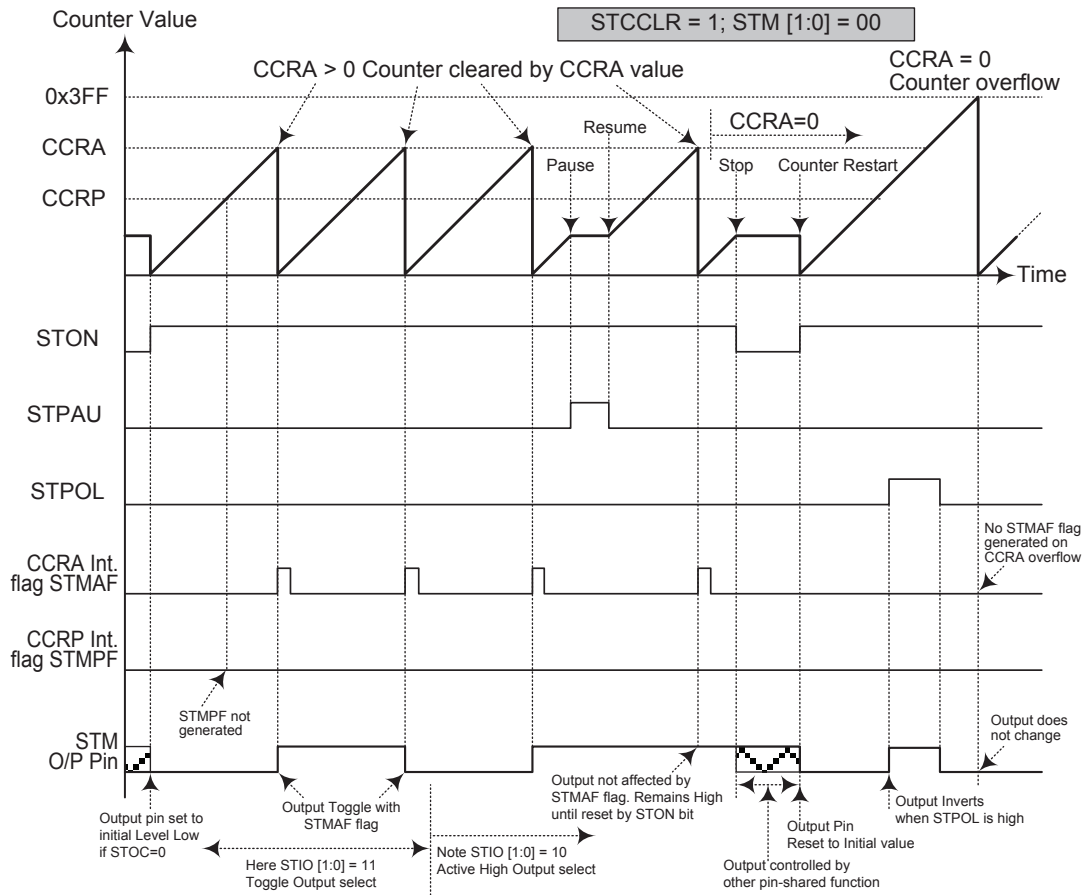 Counter Value
STCCLR = 1; STM [1:0] = 00
CCRA > 0 Counter cleared by CCRA value
CCRA = 0
Counter overflow
0x3FF
CCRA
CCRP
Pause
Resume
CCRA=0
Stop
Counter Restart
Time
STON
STPAU
STPOL
CCRA Int.
flag STMAF
No STMAF flag
generated on
CCRA overflow
CCRP Int.
flag STMPF
STMPF not
generated
STM
O/P Pin
Output does
not change
Output pin set to
initial Level Low
if STOC=0
Output Toggle with
STMAF flag
Here STIO [1:0] = 11
Toggle Output select
Note STIO [1:0] = 10
Active High Output select
Output not affected by
STMAF flag. Remains High
until reset by STON bit
Output controlled by
other pin-shared function
Output Pin
Reset to Initial value
Output Inverts
when STPOL is high